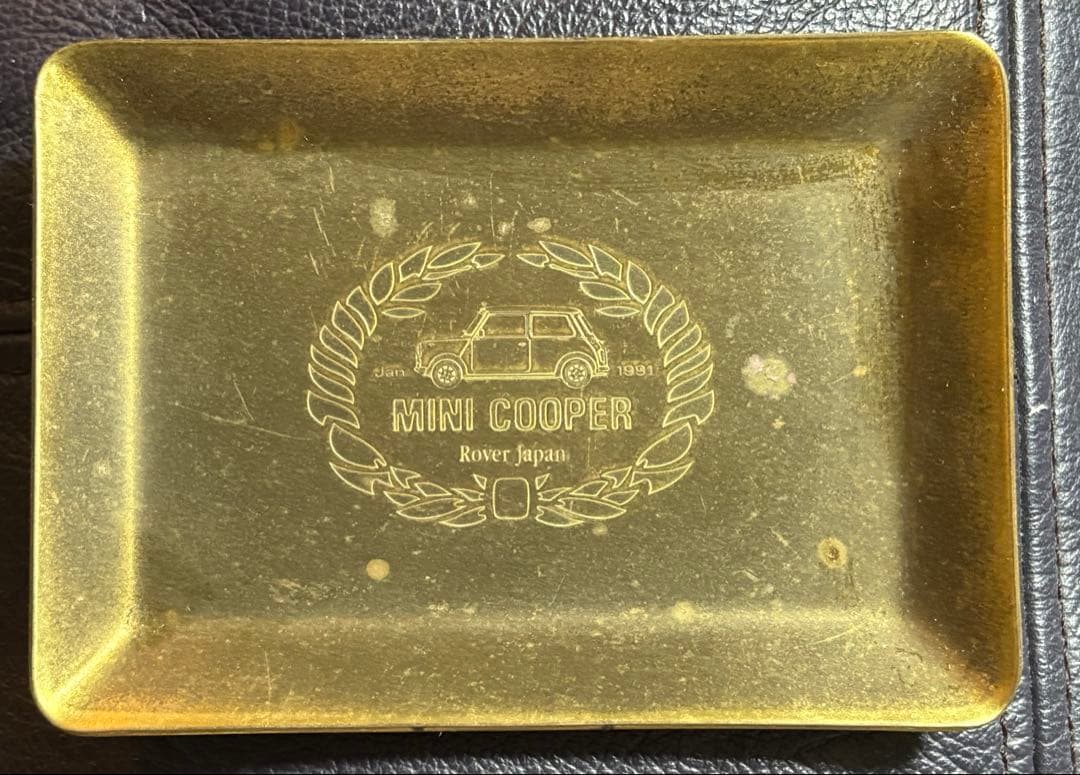 Jan 1991
MINI COOPER
Rover Japan